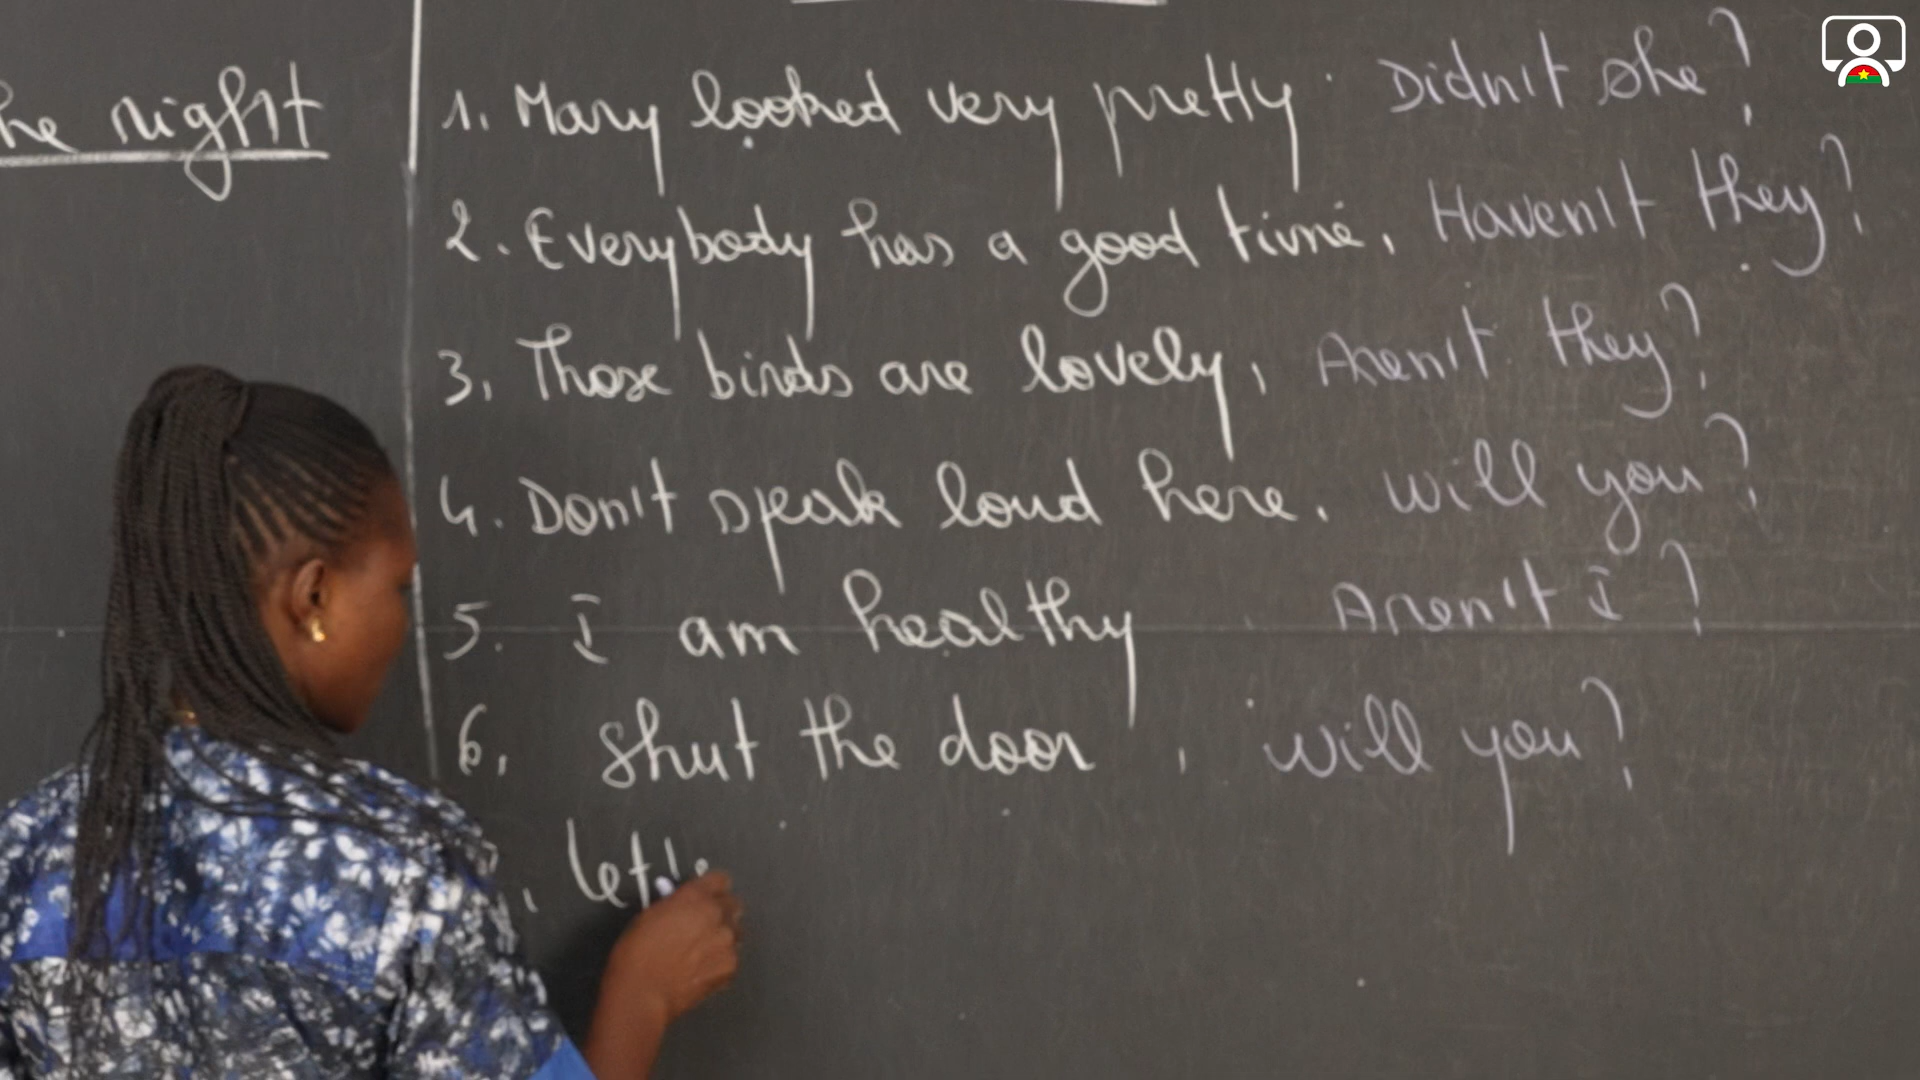 he night
1. Mary looked very pretty. Didn't she?
2. Everybody has a good time, Haven't they?
3, Those birds are lovely, Aren't they?
4. Don't speak loud here. will you?
5. I am healthy, Aren't I?
6, Shut the door, will you?